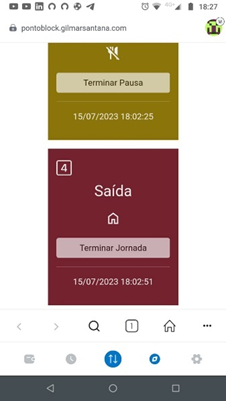 18:27
pontoblock.gilmarsantana.com
Terminar Pausa
15/07/2023 18:02:25
4
Saída
Terminar Jornada
15/07/2023 18:02:51
1